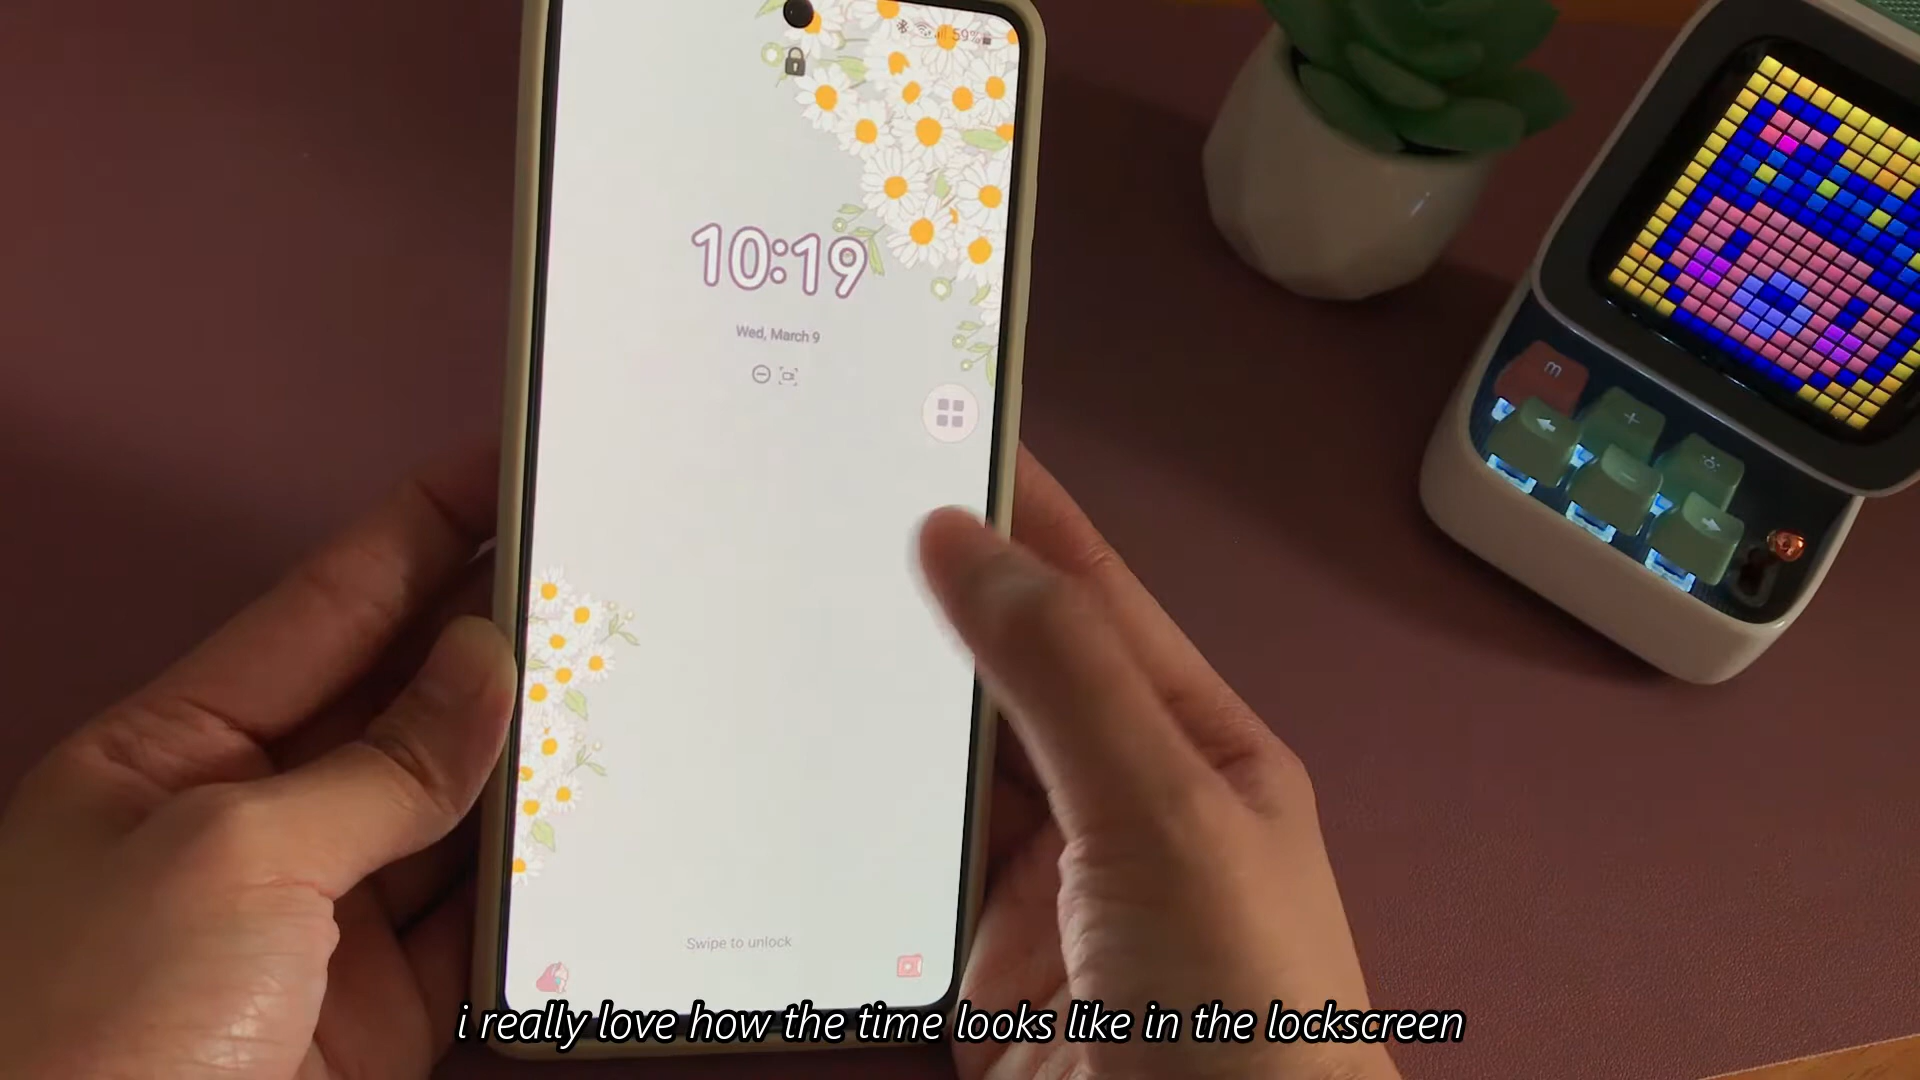 59%
10:19
Wed, March 9
m
+
Swipe to unlock
i really love how the time looks like in the lockscreen